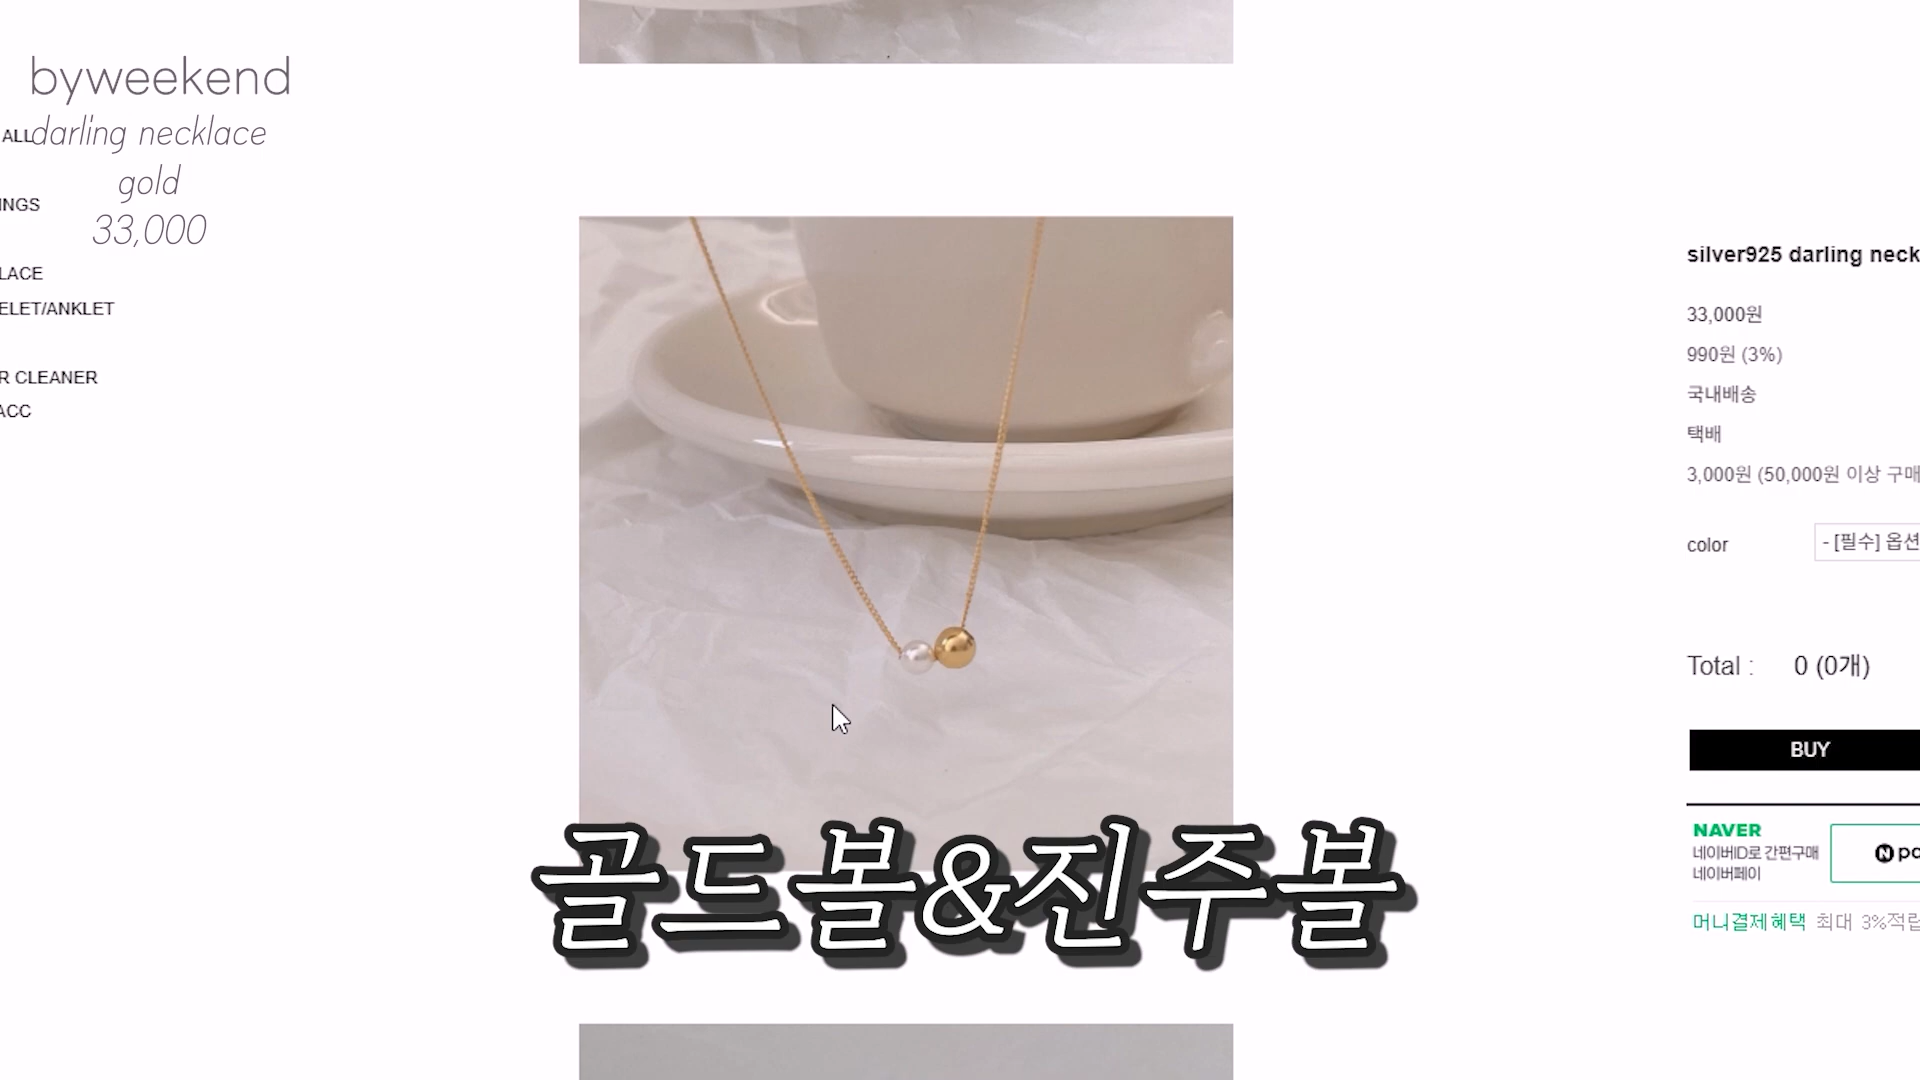 byweekend
darling necklace
gold
33,000
ALL
INGS
LACE
ELET/ANKLET
R CLEANER
ACC
silver925 darling neck
33,000원
990원 (3%)
국내배송
택배
3,000원 (50,000원 이상 구매
color
- [필수] 옵션
Total : 0 (0개)
BUY
NAVER
네이버ID로 간편구매
네이버페이
N pa
머니결제혜택 최대 3%적립
골드볼&진주볼